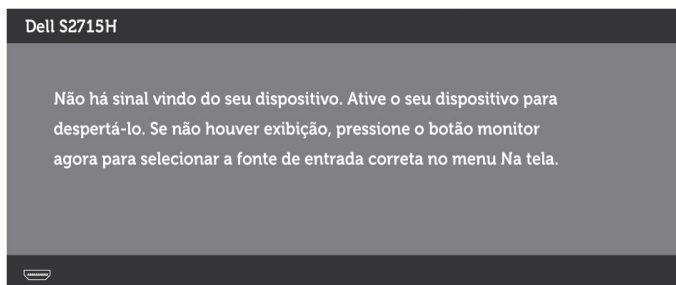 Dell S2715H
Não há sinal vindo do seu dispositivo. Ative o seu dispositivo para
despertá-lo. Se não houver exibição, pressione o botão monitor
agora para selecionar a fonte de entrada correta no menu Na tela.